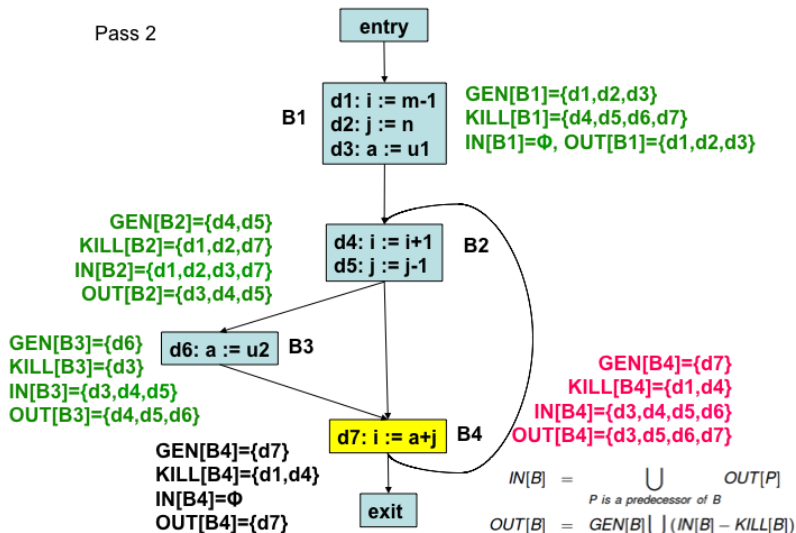 Pass 2
entry
B1
d1: i := m-1
d2: j := n
d3: a := u1
GEN[B1]={d1,d2,d3}
KILL[B1]={d4,d5,d6,d7}
IN[B1]=Φ, OUT[B1]={d1,d2,d3}
GEN[B2]={d4,d5}
KILL[B2]={d1,d2,d7}
IN[B2]={d1,d2,d3,d7}
OUT[B2]={d3,d4,d5}
d4: i := i+1
d5: j := j-1
B2
GEN[B3]={d6}
KILL[B3]={d3}
IN[B3]={d3,d4,d5}
OUT[B3]={d4,d5,d6}
d6: a := u2
B3
GEN[B4]={d7}
KILL[B4]={d1,d4}
IN[B4]={d3,d4,d5,d6}
OUT[B4]={d3,d5,d6,d7}
d7: i := a+j
B4
GEN[B4]={d7}
KILL[B4]={d1,d4}
IN[B4]=Φ
OUT[B4]={d7}
exit
IN[B] = ⋃ OUT[P]
P is a predecessor of B
OUT[B] = GEN[B] ⋃ (IN[B] − KILL[B])